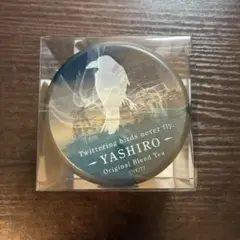 Twittering birds never fly.
- YASHIRO -
Original Blend Tea